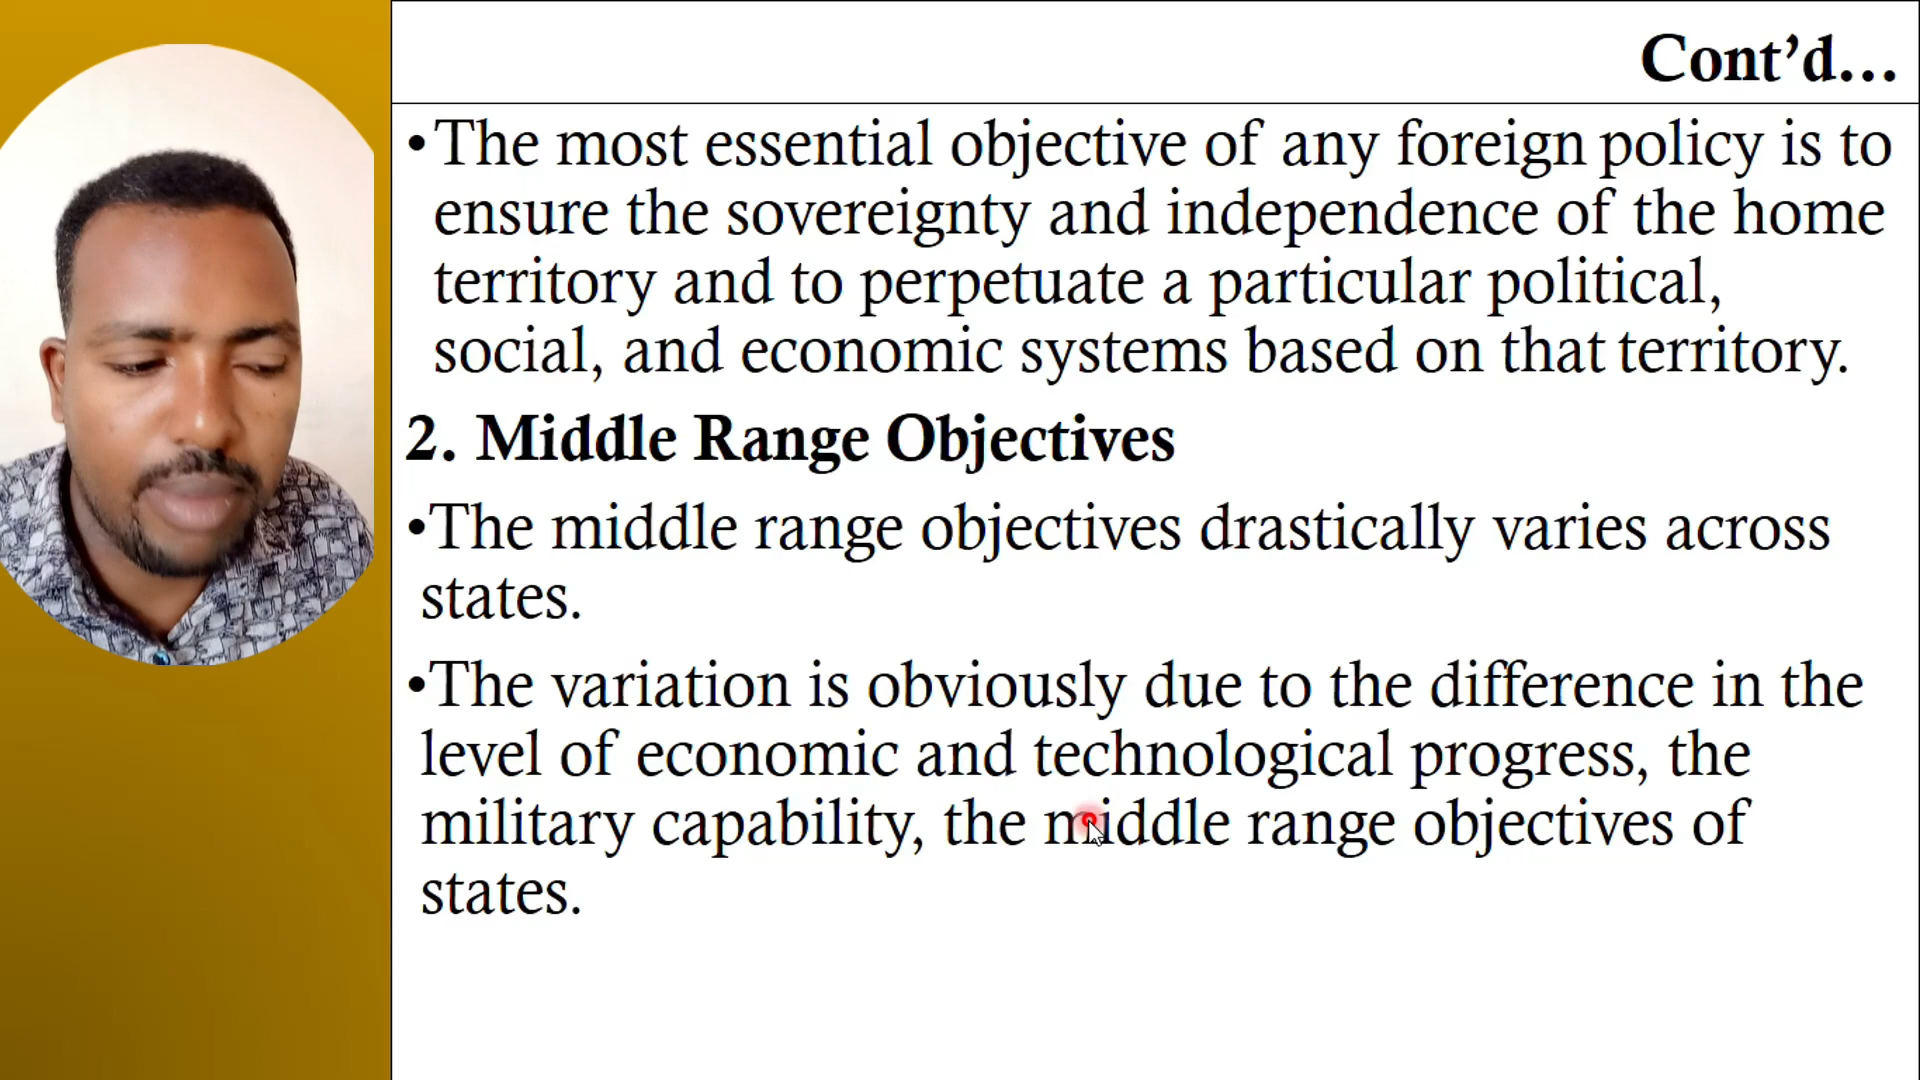 Cont’d…
•The most essential objective of any foreign policy is to
ensure the sovereignty and independence of the home
territory and to perpetuate a particular political,
social, and economic systems based on that territory.
2. Middle Range Objectives
•The middle range objectives drastically varies across
states.
•The variation is obviously due to the difference in the
level of economic and technological progress, the
military capability, the middle range objectives of
states.